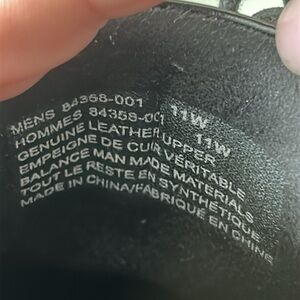 MENS 84358-001 11W
HOMMES 84358-001 11W
GENUINE LEATHER UPPER
EMPEIGNE DE CUIR VÉRITABLE
BALANCE MAN MADE MATERIALS
TOUT LE RESTE EN SYNTHÉTIQUE
MADE IN CHINA/FABRIQUÉ EN CHINE